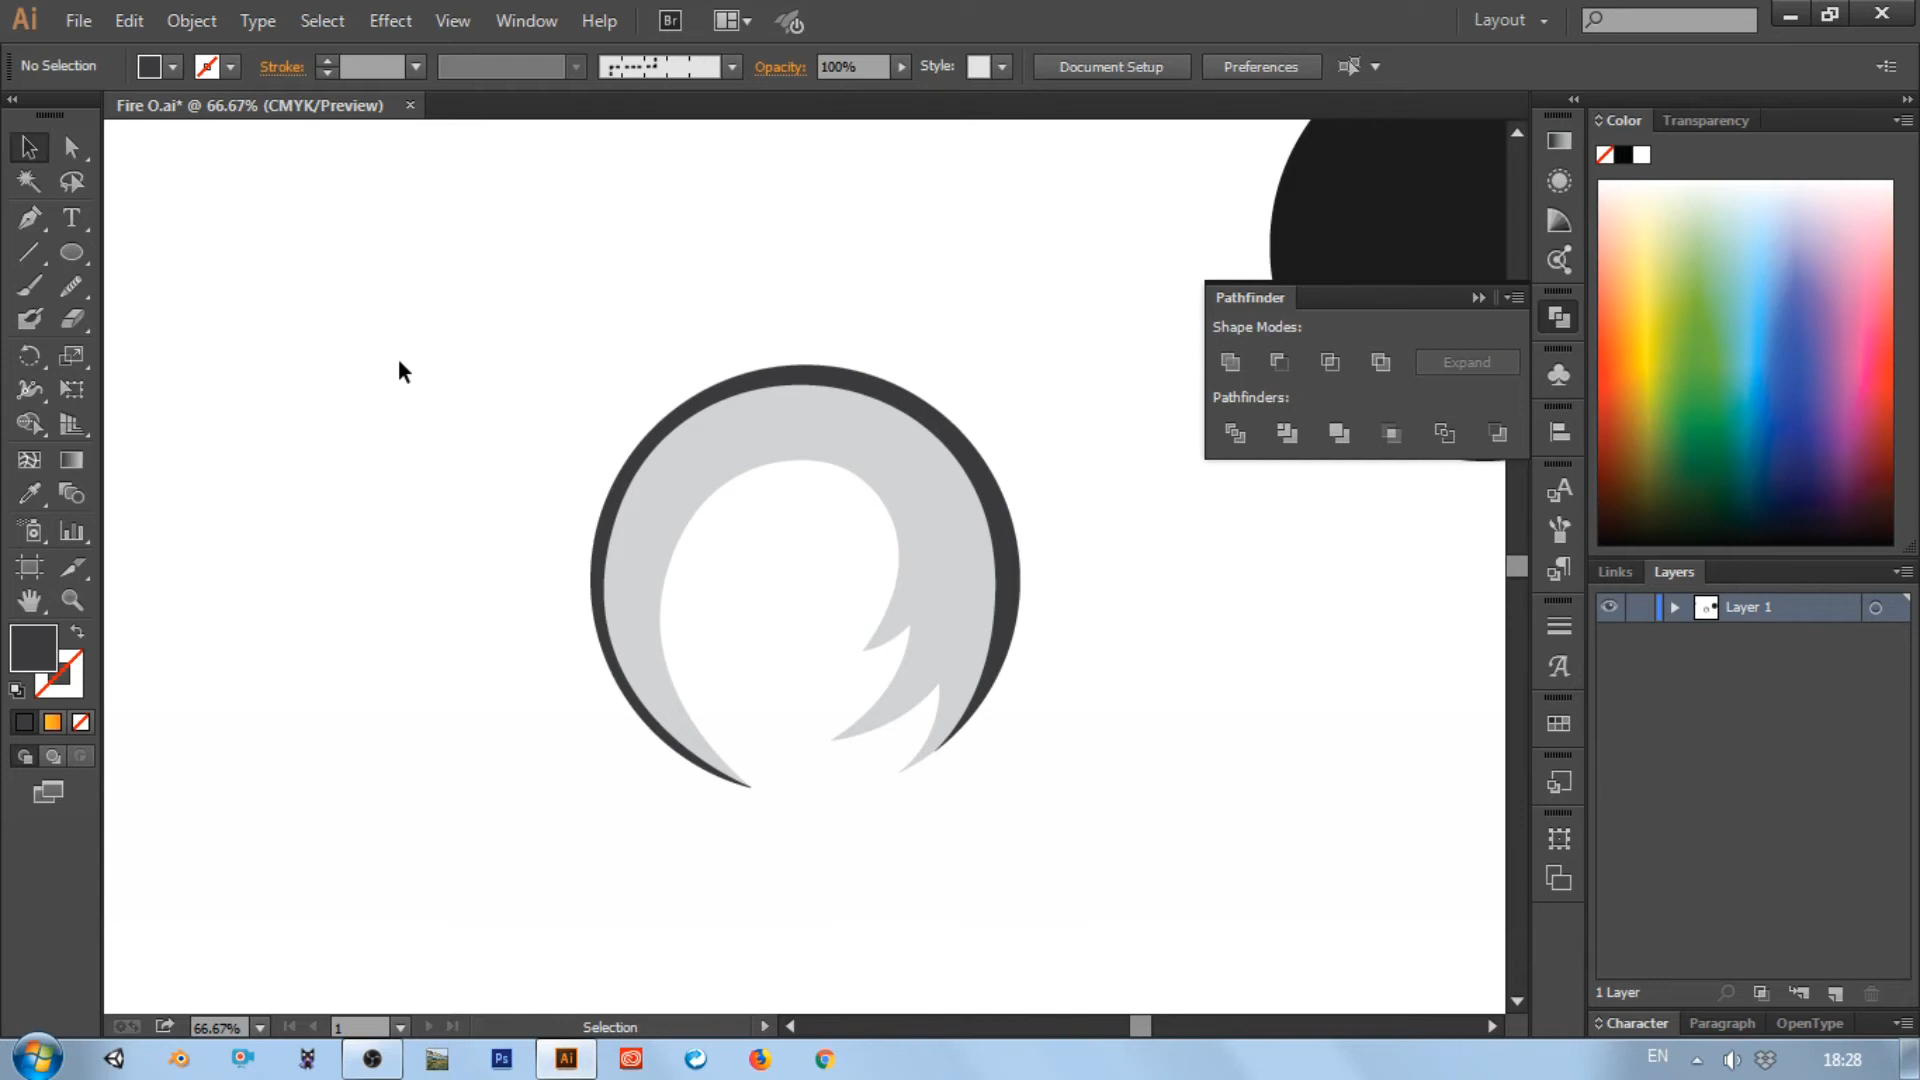 Ai File Edit Object Type Select Effect View Window Help Br Layout
No Selection Stroke: Opacity: 100% Style: Document Setup Preferences
Fire O.ai* @ 66.67% (CMYK/Preview) ×
Color Transparency
Pathfinder
Shape Modes:
Expand
Pathfinders:
Links Layers
Layer 1
1 Layer
Character Paragraph OpenType
66.67% 1 Selection
Ps Ai EN 18:28